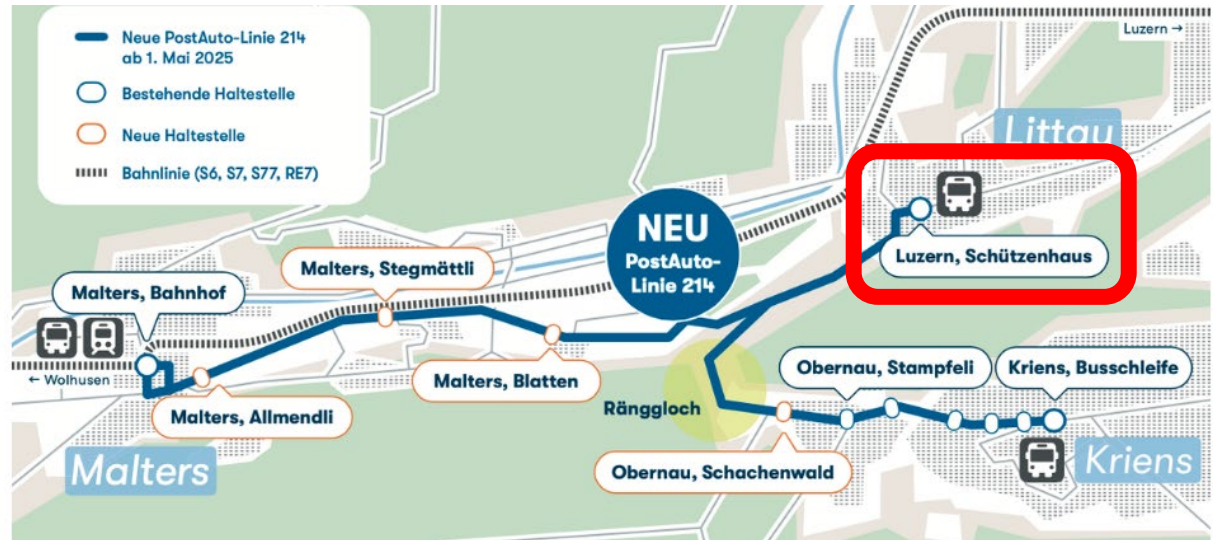 Neue PostAuto-Linie 214
ab 1. Mai 2025
Bestehende Haltestelle
Neue Haltestelle
Bahnlinie (S6, S7, S77, RE7)
Luzern →
Littau
NEU
PostAuto-
Linie 214
Luzern, Schützenhaus
Malters, Stegmättli
Malters, Bahnhof
← Wolhusen
Malters, Allmendli
Malters, Blatten
Ränggloch
Obernau, Stampfeli
Kriens, Busschleife
Obernau, Schachenwald
Malters
Kriens